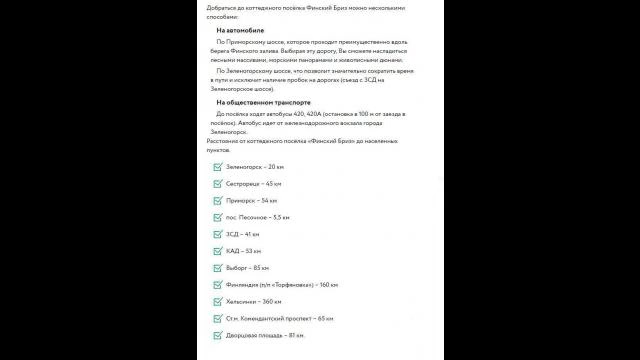 Добраться до коттеджного посёлка Финский Бриз можно несколькими
способами:
На автомобиле
По Приморскому шоссе, которое проходит преимущественно вдоль
берега Финского залива. Выбирая эту дорогу, Вы сможете насладиться
лесными массивами, морскими панорамами и живописными дюнами.
По Зеленогорскому шоссе, что позволит значительно сократить время
в пути и исключит наличие пробок на дорогах (съезд с ЗСД на
Зеленогорское шоссе).
На общественном транспорте
До посёлка ходят автобусы 420, 420А (остановка в 100 м от заезда в
посёлок). Автобус идет от железнодорожного вокзала города
Зеленогорск.
Расстояния от коттеджного посёлка «Финский Бриз» до населенных
пунктов.
Зеленогорск – 20 км
Сестрорецк – 45 км
Приморск – 54 км
пос. Песочное – 5,5 км
ЗСД – 41 км
КАД – 53 км
Выборг – 85 км
Финляндия (п/п «Торфяновка») – 160 км
Хельсинки – 360 км
Ст.м. Комендантский проспект – 65 км
Дворцовая площадь – 81 км.